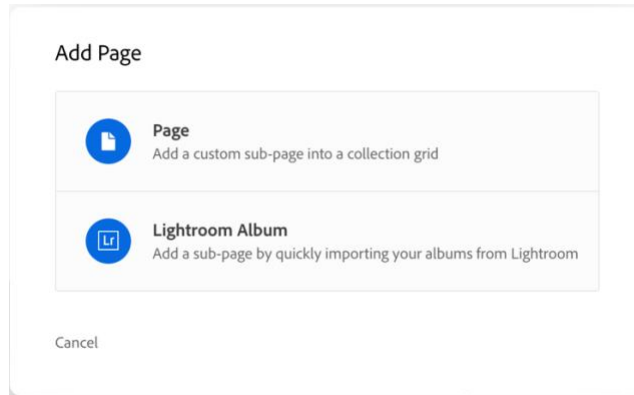 Add Page
Page
Add a custom sub-page into a collection grid
Lr
Lightroom Album
Add a sub-page by quickly importing your albums from Lightroom
Cancel